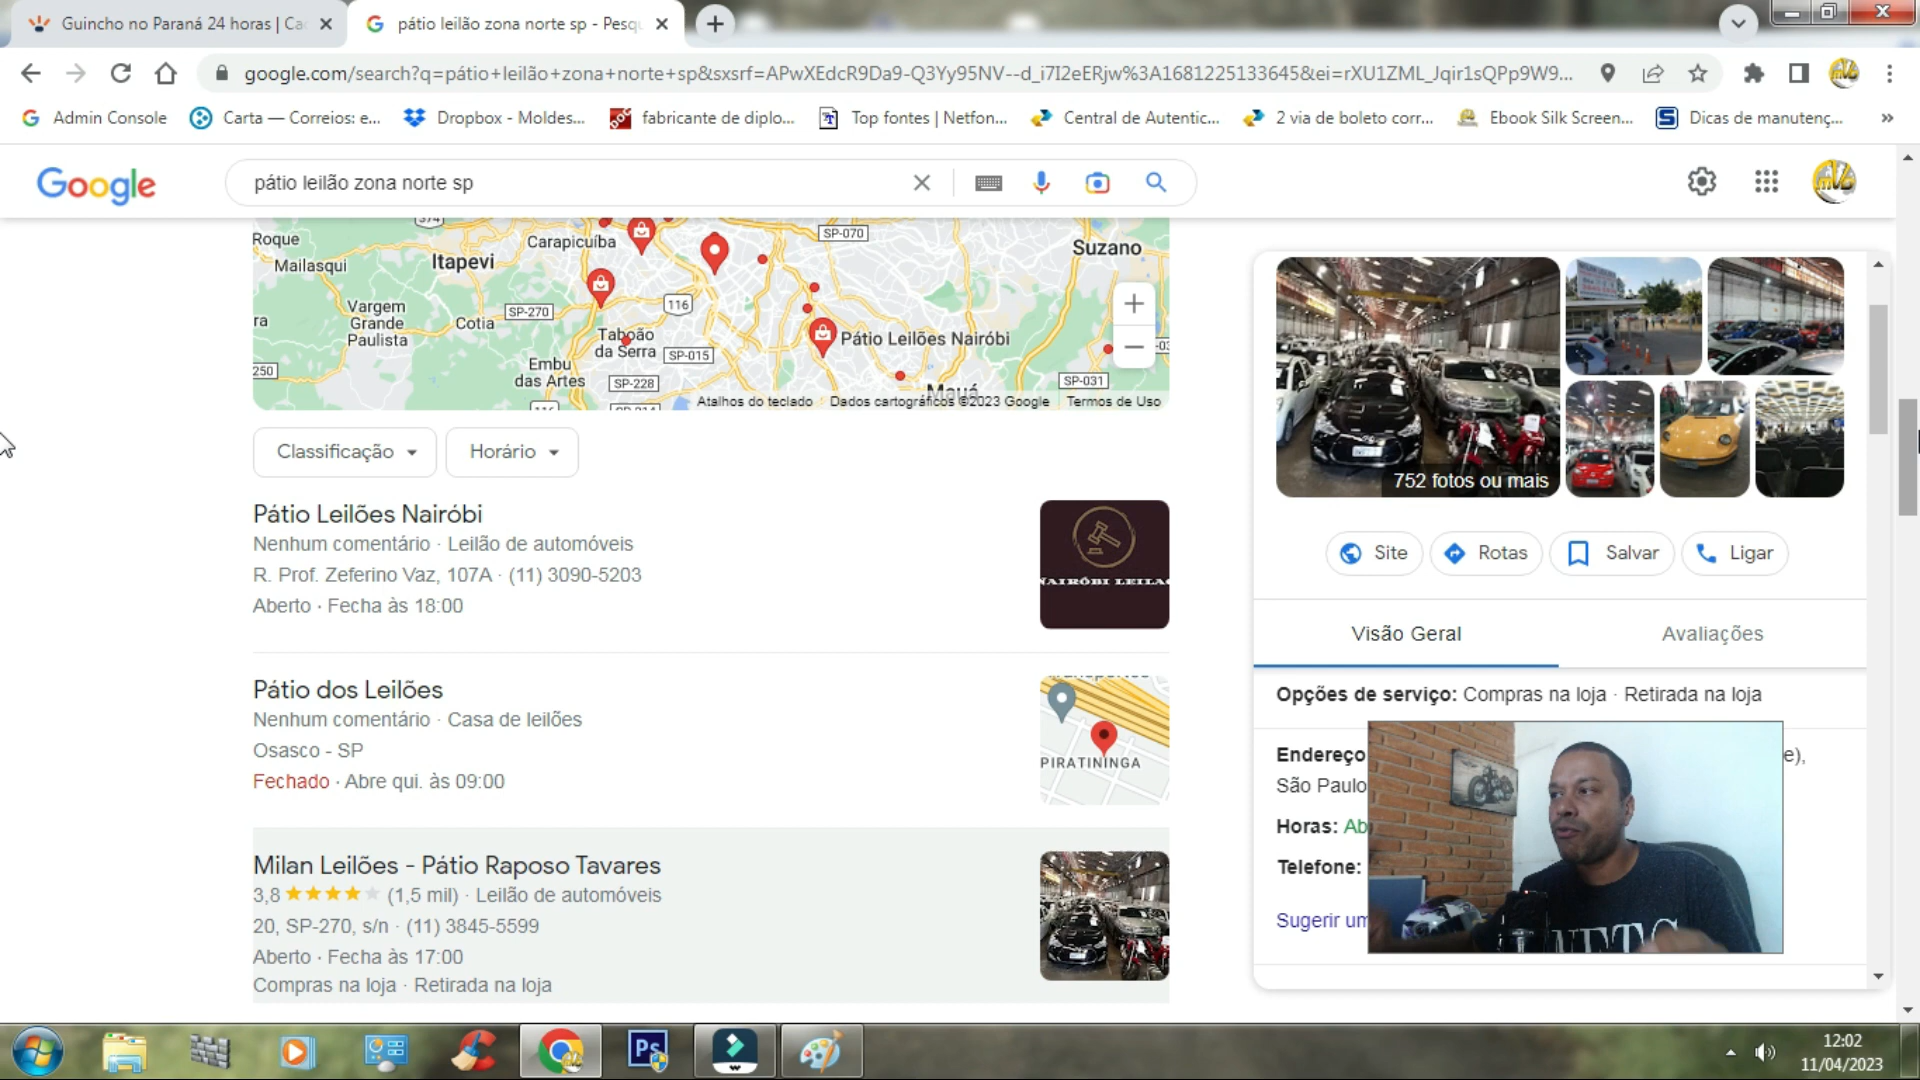 Guincho no Paraná 24 horas | Ca
pátio leilão zona norte sp - Pesq
google.com/search?q=pátio+leilão+zona+norte+sp&sxsrf=APwXEdcR9Da9-Q3Yy95NV--d_i7I2eERjw%3A1681225133645&ei=rXU1ZML_Jqir1sQPp9W9...
Admin Console
Carta — Correios: e...
Dropbox - Moldes...
fabricante de diplo...
Top fontes | Netfon...
Central de Autentic...
2 via de boleto corr...
Ebook Silk Screen...
Dicas de manutenç...
»
Google
pátio leilão zona norte sp
374
Roque
Mailasqui
Itapevi
Carapicuíba
SP-070
Suzano
Vargem
Grande
Paulista
ra
Cotia
SP-270
116
Taboão
da Serra
SP-015
Pátio Leilões Nairóbi
Embu
das Artes
SP-228
250
Mauá
SP-031
Atalhos do teclado
Dados cartográficos ©2023 Google
Termos de Uso
Classificação
Horário
Pátio Leilões Nairóbi
Nenhum comentário · Leilão de automóveis
R. Prof. Zeferino Vaz, 107A · (11) 3090-5203
Aberto · Fecha às 18:00
NAIRÓBI LEILAO
Pátio dos Leilões
Nenhum comentário · Casa de leilões
Osasco - SP
Fechado · Abre qui. às 09:00
PIRATININGA
Milan Leilões - Pátio Raposo Tavares
3,8 (1,5 mil) · Leilão de automóveis
20, SP-270, s/n · (11) 3845-5599
Aberto · Fecha às 17:00
Compras na loja · Retirada na loja
752 fotos ou mais
Site
Rotas
Salvar
Ligar
Visão Geral
Avaliações
Opções de serviço: Compras na loja · Retirada na loja
Endereço
e),
São Paulo
Horas: Ab
Telefone:
Sugerir um
Ps
12:02
11/04/2023